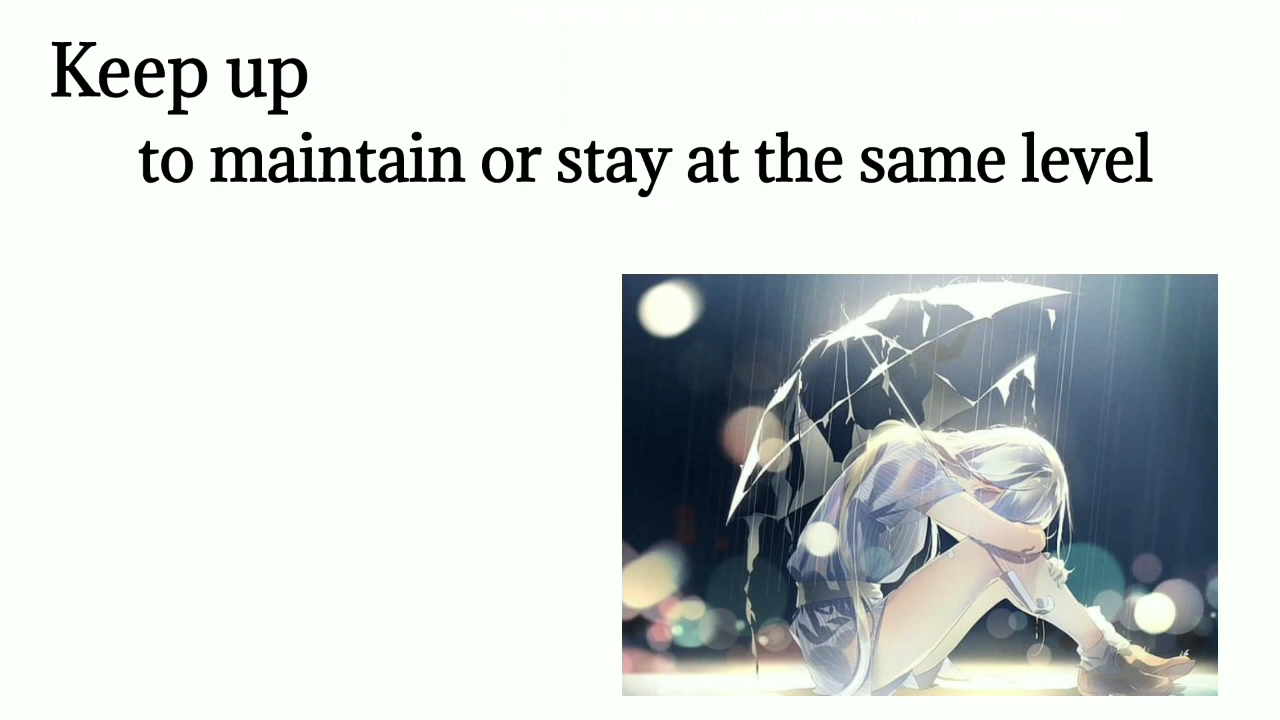 Keep up
to maintain or stay at the same level